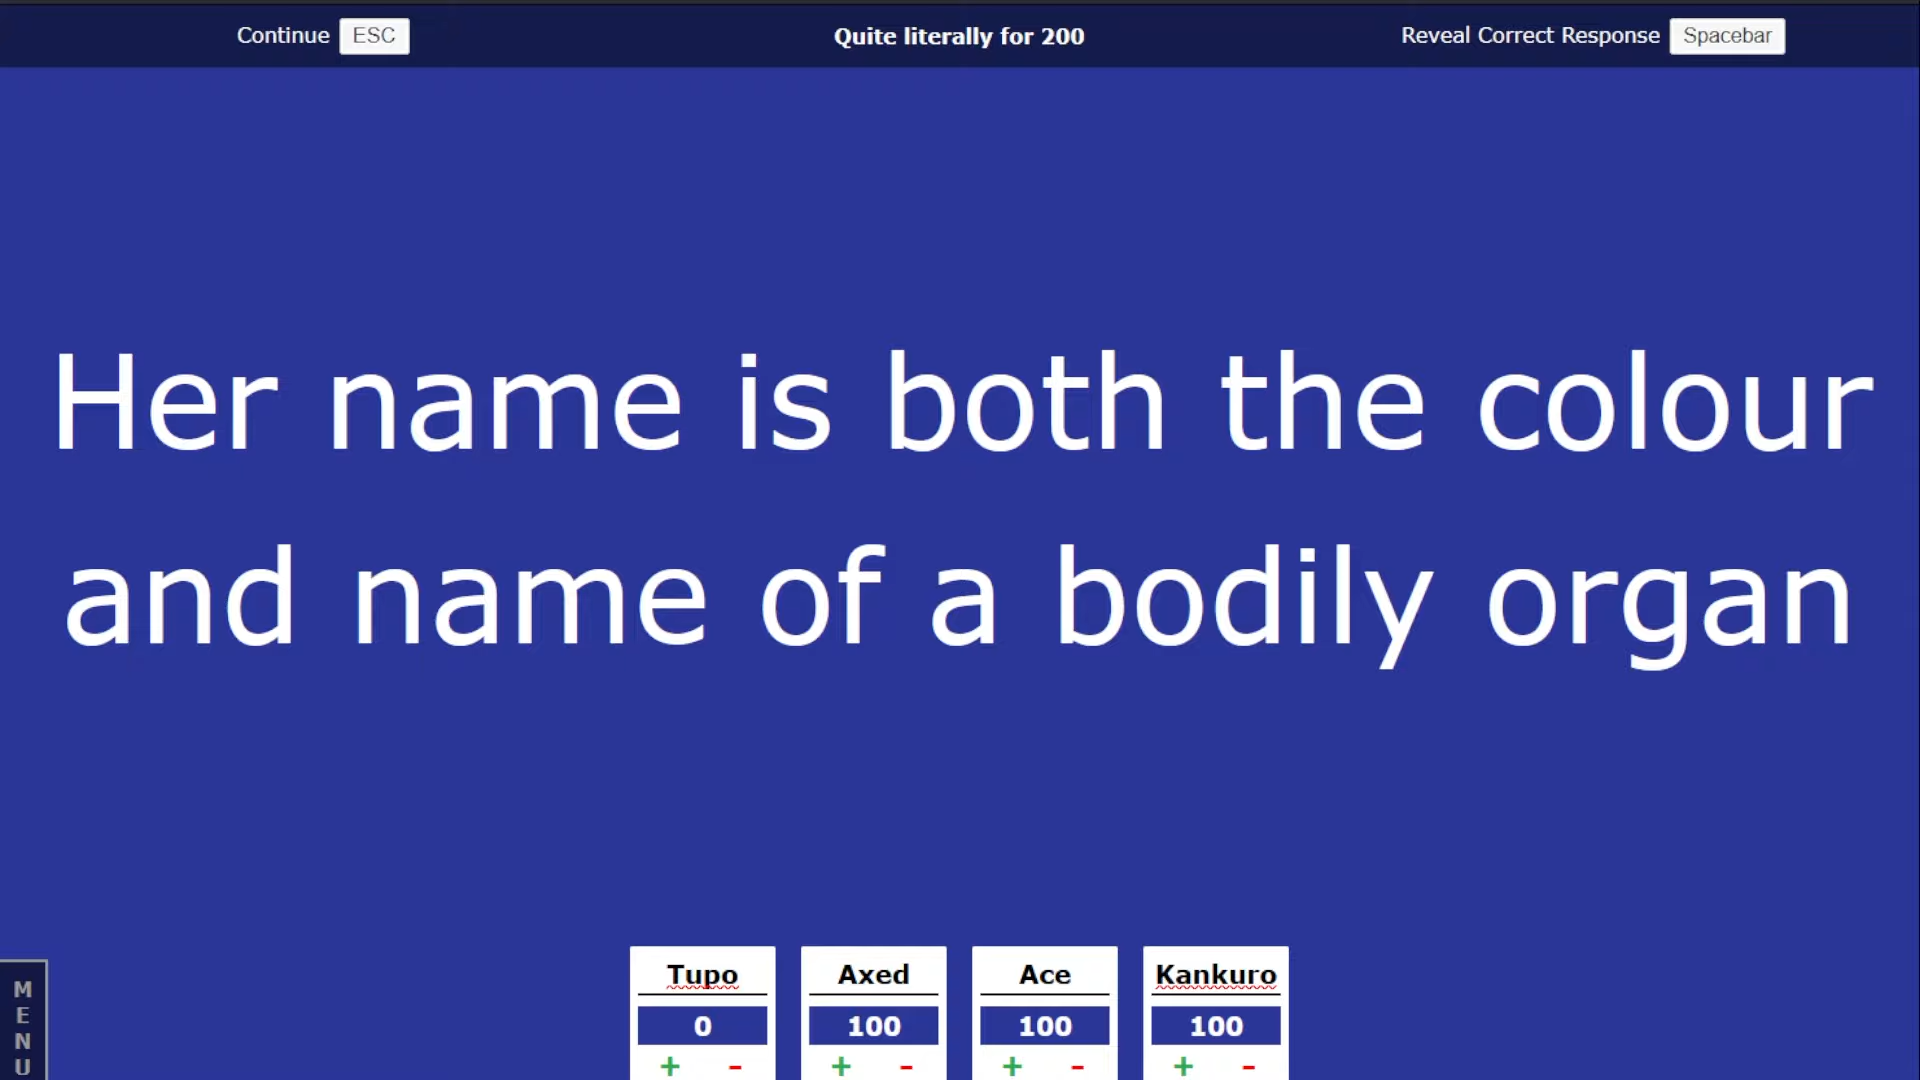 Continue ESC Quite literally for 200 Reveal Correct Response Spacebar
Her name is both the colour
and name of a bodily organ
Tupo Axed Ace Kankuro
0 100 100 100
+ - + - + - + -
MENU